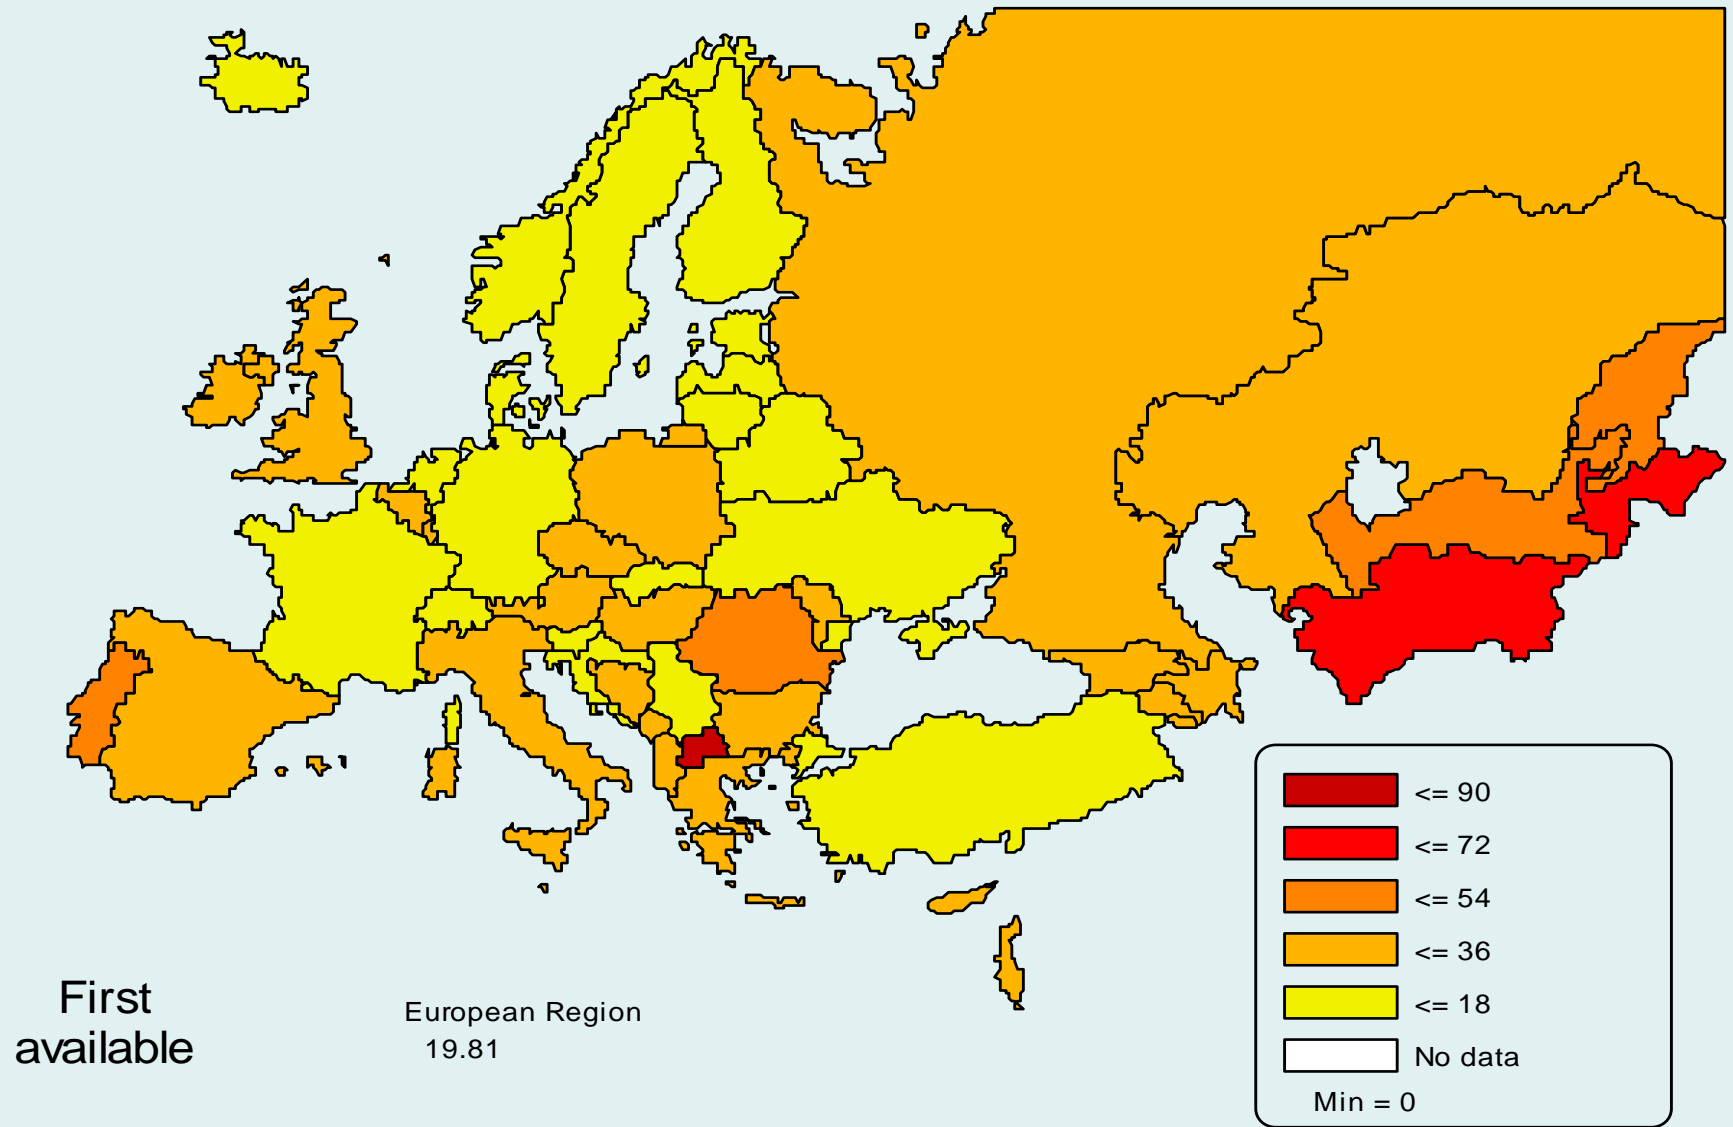 First
available
European Region
19.81
<= 90
<= 72
<= 54
<= 36
<= 18
No data
Min = 0